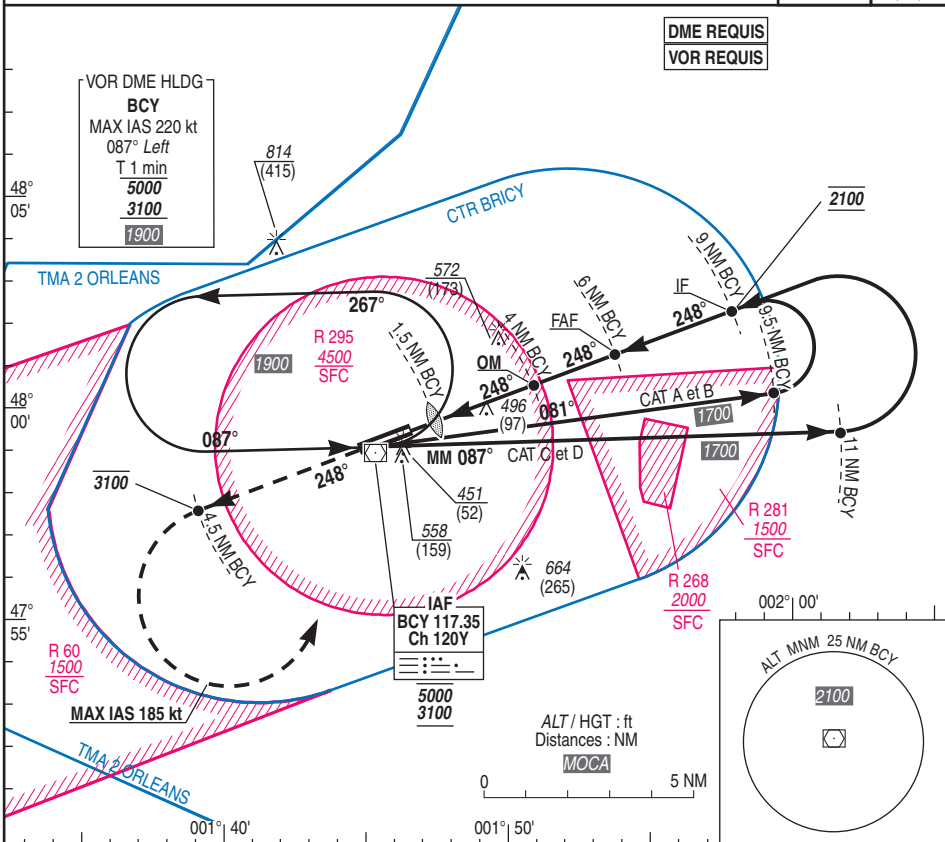 DME REQUIS
VOR REQUIS
VOR DME HLDG
BCY
MAX IAS 220 kt
087° Left
T 1 min
5000
3100
1900
814
(415)
48°
05'
CTR BRICY
2100
TMA 2 ORLEANS
572
(173)
9 NM BCY
IF
6 NM BCY
FAF
248°
248°
267°
R 295
4500
SFC
1900
1.5 NM BCY
4 NM BCY
OM
248°
9.5 NM BCY
48°
00'
496
(97)
081°
CAT A et B
1700
087°
MM 087°
CAT C et D
1700
11 NM BCY
248°
3100
4.5 NM BCY
451
(52)
558
(159)
R 281
1500
SFC
664
(265)
R 268
2000
SFC
47°
55'
IAF
BCY 117.35
Ch 120Y
5000
3100
R 60
1500
SFC
MAX IAS 185 kt
TMA 2 ORLEANS
002° 00'
ALT MNM 25 NM BCY
2100
ALT / HGT : ft
Distances : NM
MOCA
0
5 NM
001° 40'
001° 50'